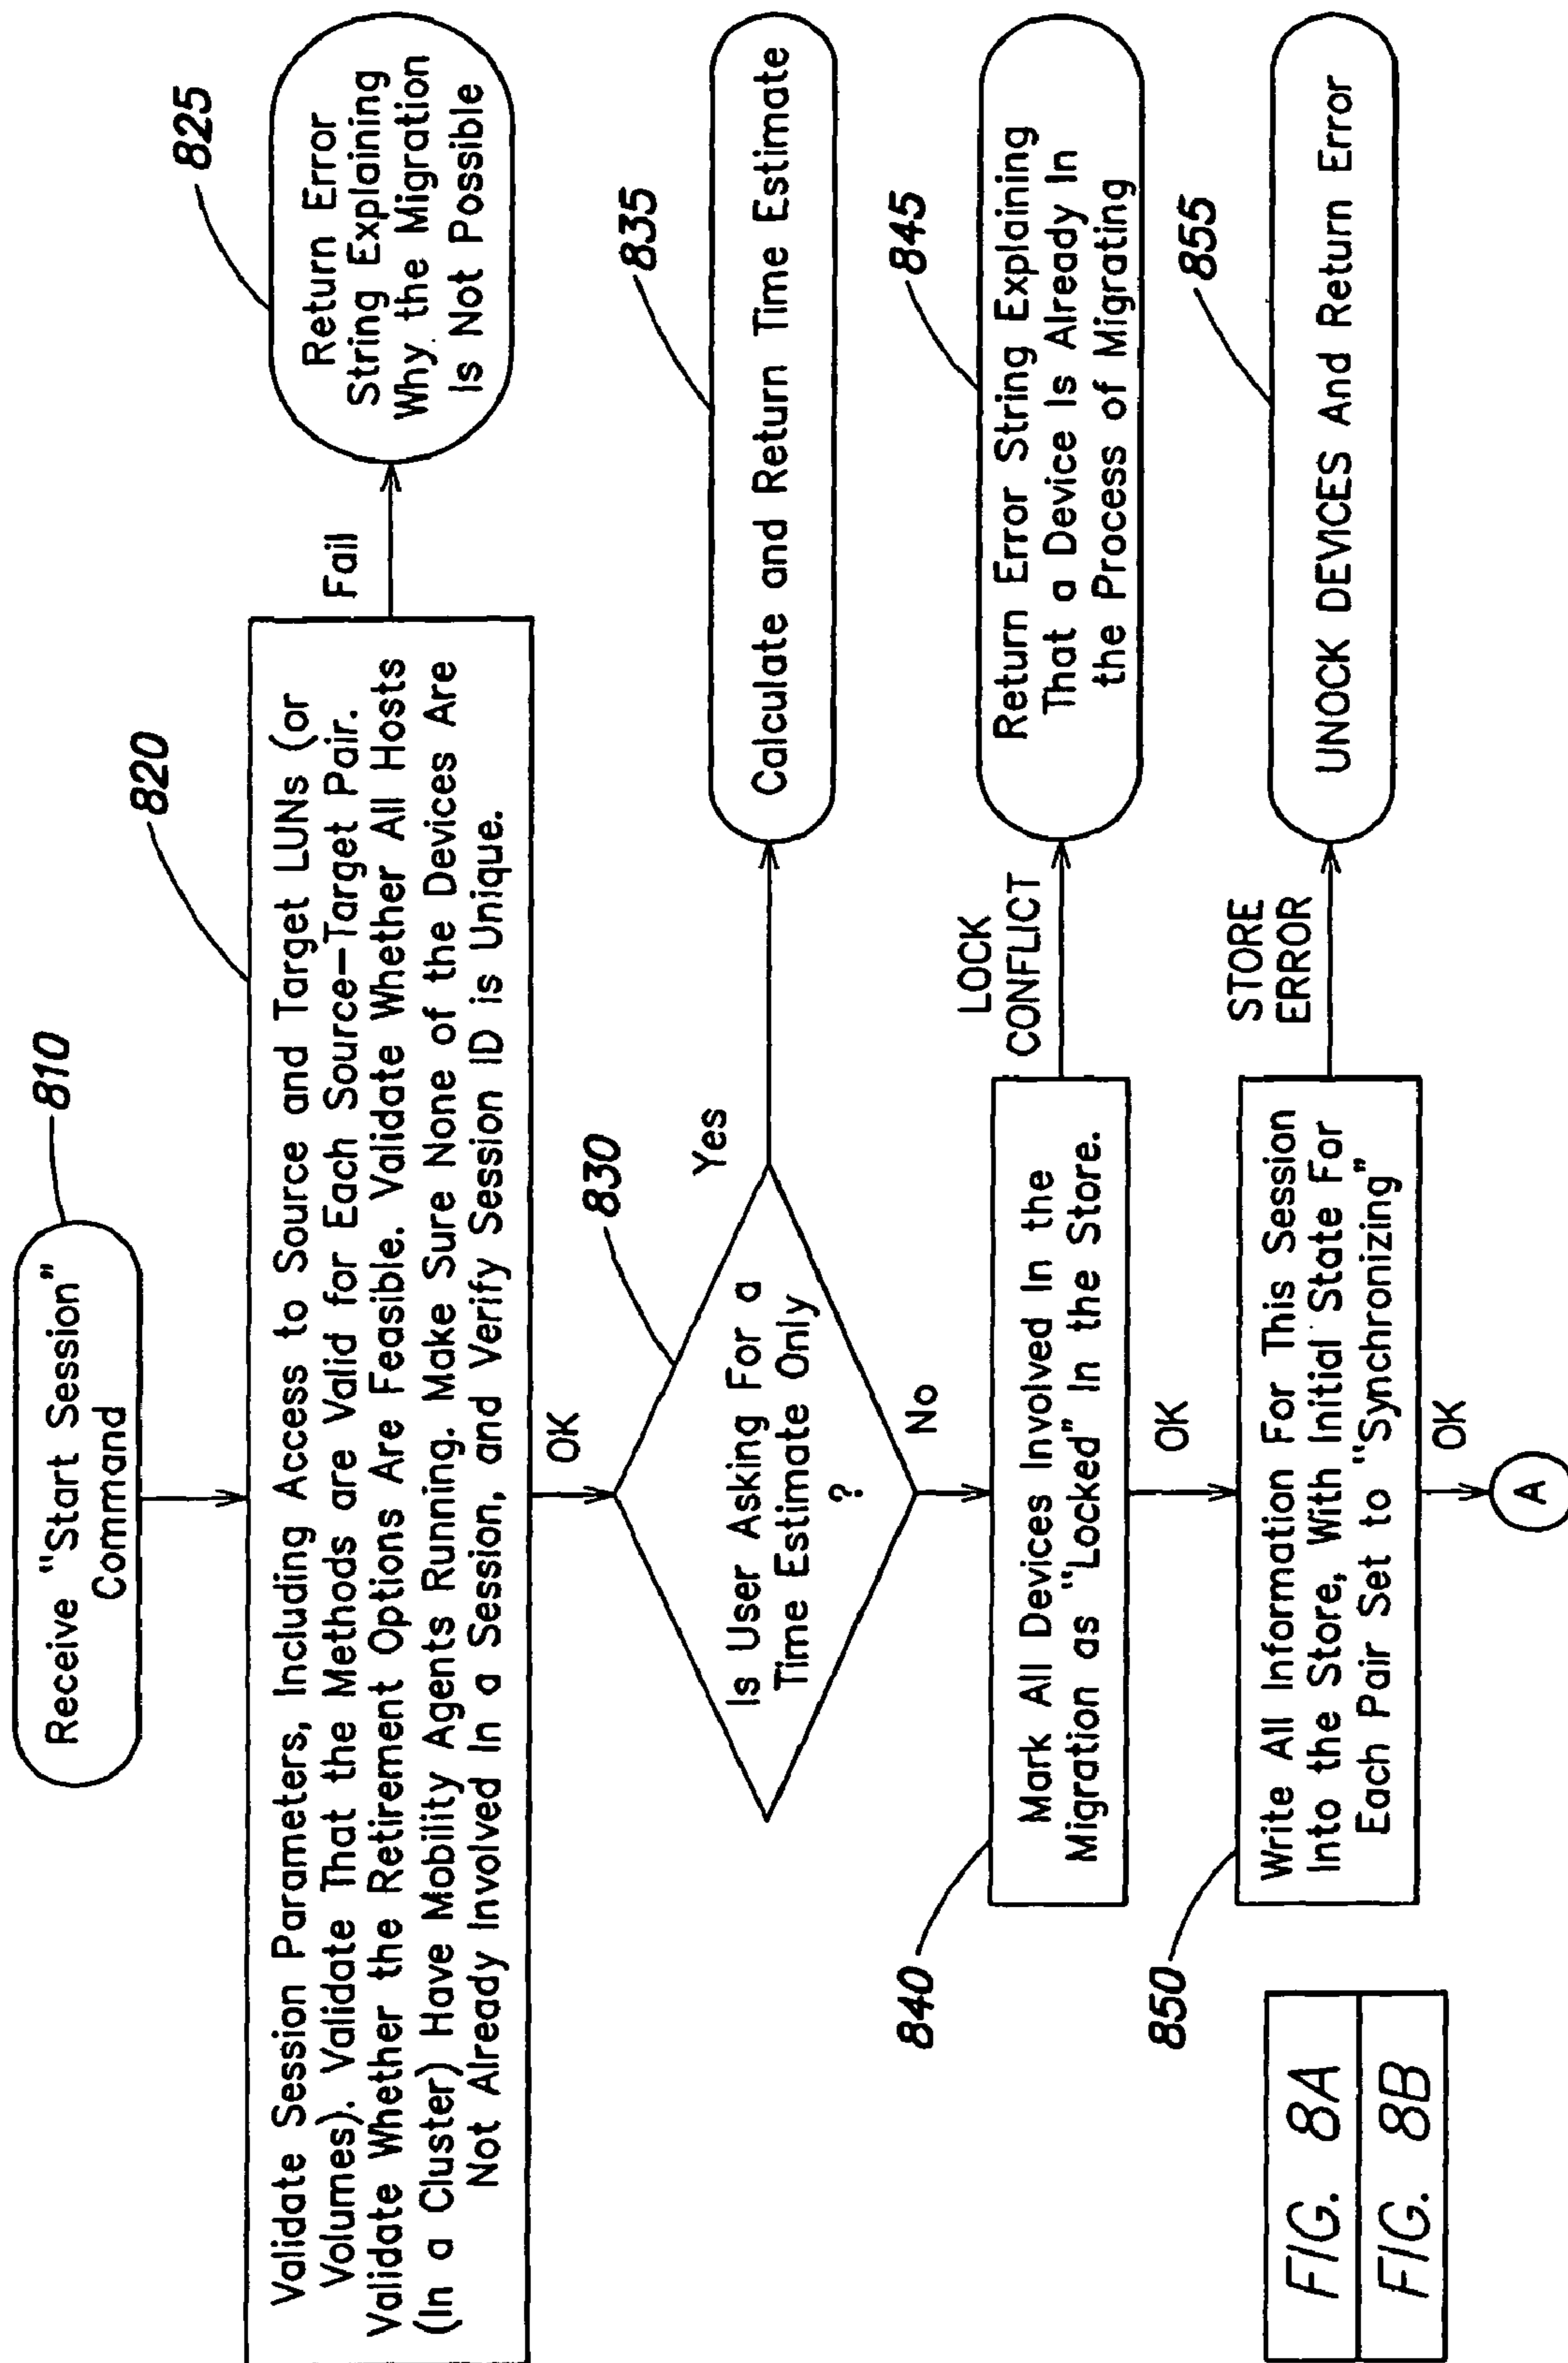 810
Receive "Start Session"
Command
820
Validate Session Parameters, Including Access to Source and Target LUNs (or
Volumes). Validate That the Methods are Valid for Each Source-Target Pair.
Validate Whether the Retirement Options Are Feasible. Validate Whether All Hosts
(In a Cluster) Have Mobility Agents Running. Make Sure None of the Devices Are
Not Already Involved In a Session, and Verify Session ID is Unique.
Fail
825
Return Error
String Explaining
Why the Migration
Is Not Possible
OK
830
Is User Asking For a
Time Estimate Only
?
Yes
835
Calculate and Return Time Estimate
No
840
Mark All Devices Involved In the
Migration as "Locked" In the Store.
LOCK
CONFLICT
845
Return Error String Explaining
That a Device Is Already In
the Process of Migrating
OK
850
Write All Information For This Session
Into the Store, With Initial State For
Each Pair Set to "Synchronizing"
STORE
ERROR
855
UNOCK DEVICES And Return Error
OK
A
FIG. 8A
FIG. 8B